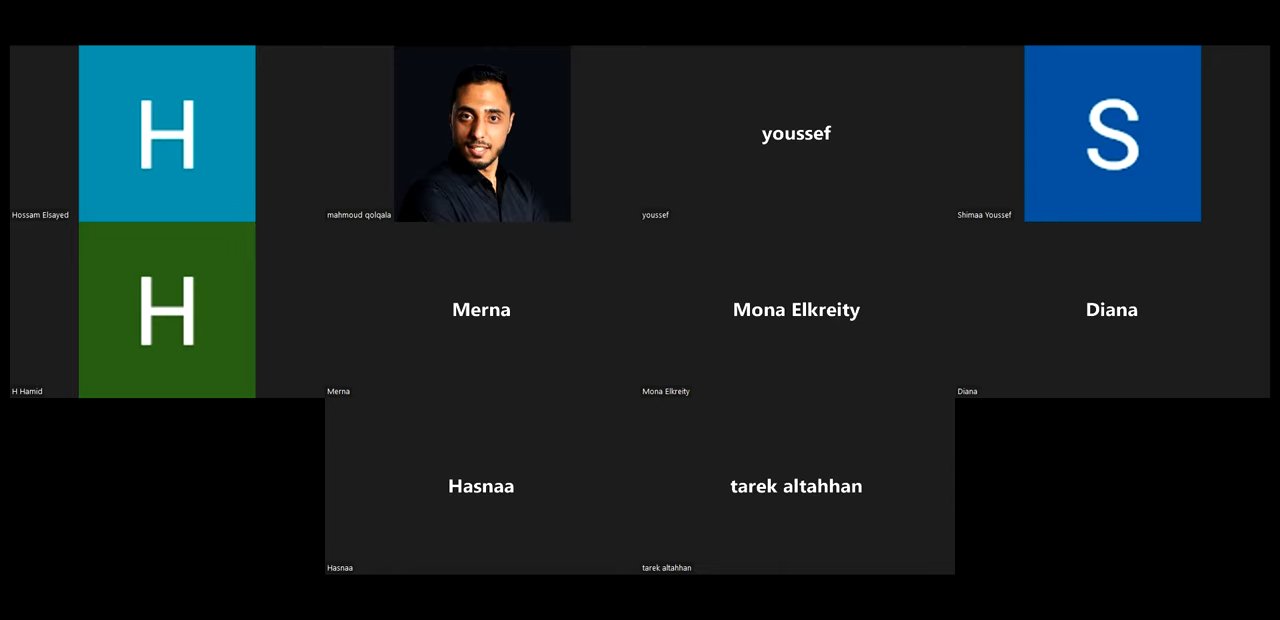 H
youssef
S
Hossam Elsayed
mahmoud qolqala
youssef
Shimaa Youssef
H
Merna
Mona Elkreity
Diana
H Hamid
Merna
Mona Elkreity
Diana
Hasnaa
tarek altahhan
Hasnaa
tarek altahhan